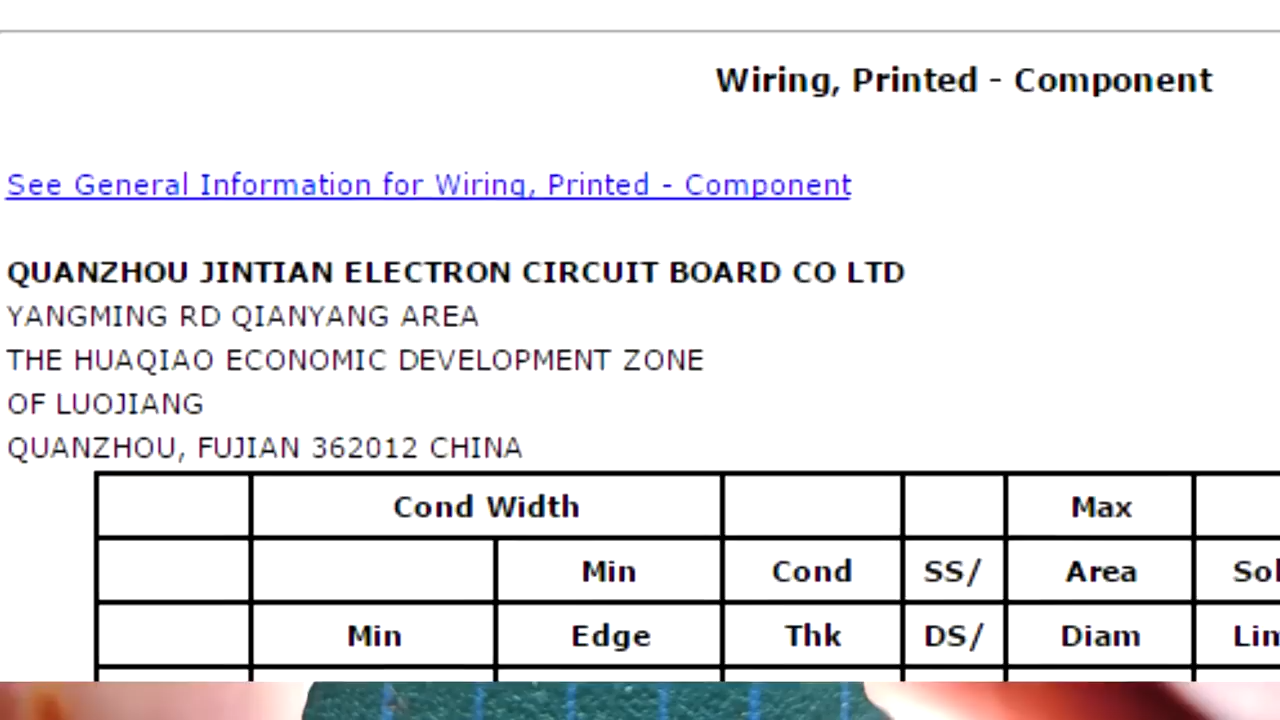 Wiring, Printed - Component
See General Information for Wiring, Printed - Component
QUANZHOU JINTIAN ELECTRON CIRCUIT BOARD CO LTD
YANGMING RD QIANYANG AREA
THE HUAQIAO ECONOMIC DEVELOPMENT ZONE
OF LUOJIANG
QUANZHOU, FUJIAN 362012 CHINA
Cond Width Max
Min Cond SS/ Area Sol
Min Edge Thk DS/ Diam Lim